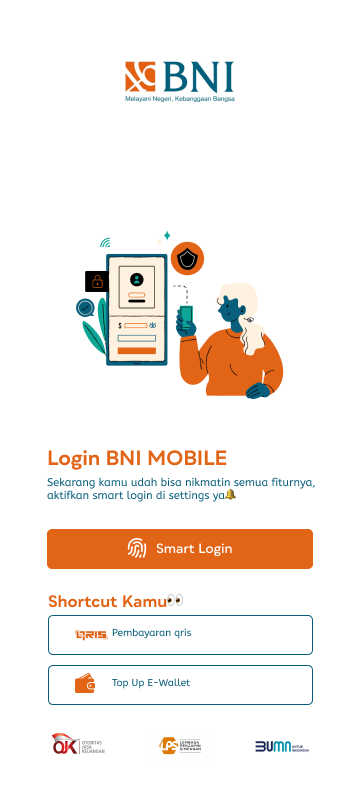 BNI
Melayani Negeri, Kebanggaan Bangsa
$
Login BNI MOBILE
Sekarang kamu udah bisa nikmatin semua fiturnya,
aktifkan smart login di settings ya🔔
Smart Login
Shortcut Kamu👀
QRIS Pembayaran qris
Top Up E-Wallet
OJK OTORITAS JASA KEUANGAN
LPS LEMBAGA PENJAMIN SIMPANAN
BUMN UNTUK INDONESIA